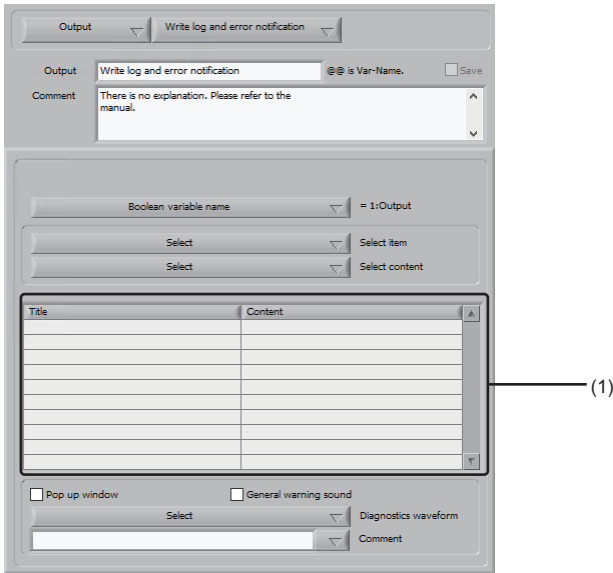 Output Write log and error notification
Output Write log and error notification @@ is Var-Name. Save
Comment There is no explanation. Please refer to the
manual.
Boolean variable name = 1:Output
Select Select item
Select Select content
Title Content
(1)
Pop up window General warning sound
Select Diagnostics waveform
Comment